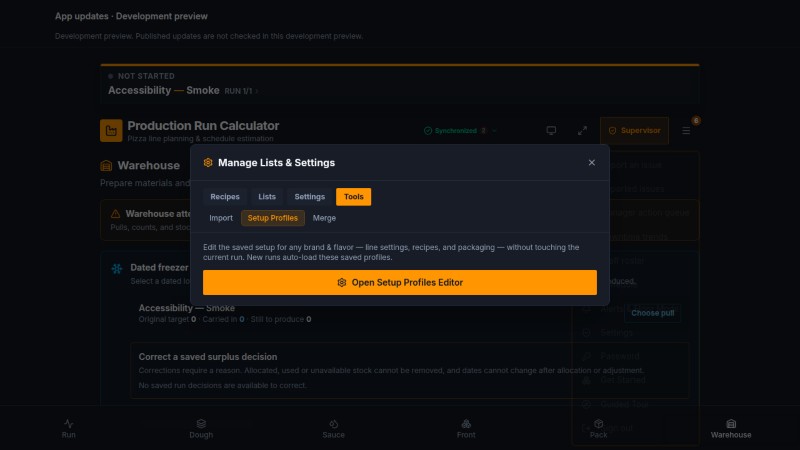 App updates · Development preview
Development preview. Published updates are not checked in this development preview.
NOT STARTED
Accessibility — Smoke RUN 1/1 ›
Production Run Calculator
Pizza line planning & schedule estimation
Synchronized
Supervisor
6
Warehouse
Prepare materials and
Manage Lists & Settings
Recipes Lists Settings Tools
Import Setup Profiles Merge
Edit the saved setup for any brand & flavor — line settings, recipes, and packaging — without touching the
current run. New runs auto-load these saved profiles.
Open Setup Profiles Editor
Warehouse atte
Pulls, counts, and stoc
Dated freezer
Select a dated lo
Accessibility — Smoke
Original target 0 · Carried in 0 · Still to produce 0
Choose pull
Settings
Password
Correct a saved surplus decision
Corrections require a reason. Allocated, used or unavailable stock cannot be removed, and dates cannot change after allocation or adjustment.
No saved run decisions are available to correct.
Run Dough Sauce Front Pack Warehouse